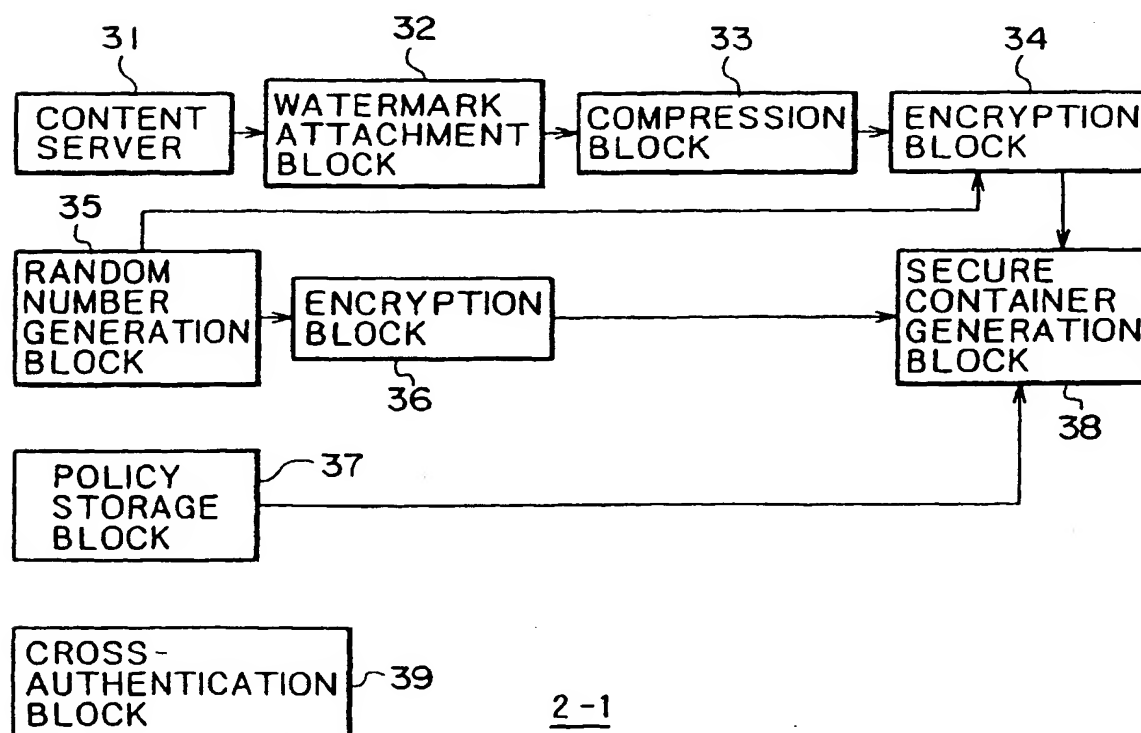 31
32
33
34
CONTENT
SERVER
WATERMARK
ATTACHMENT
BLOCK
COMPRESSION
BLOCK
ENCRYPTION
BLOCK
35
RANDOM
NUMBER
GENERATION
BLOCK
ENCRYPTION
BLOCK
36
SECURE
CONTAINER
GENERATION
BLOCK
38
POLICY
STORAGE
BLOCK
37
CROSS-
AUTHENTICATION
BLOCK
39
2-1